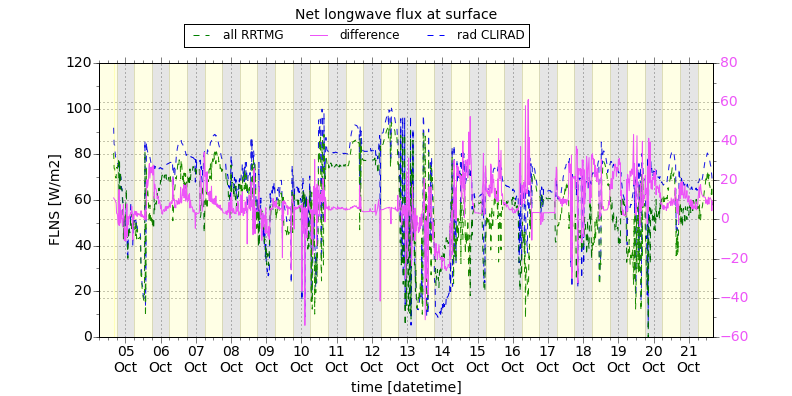 Net longwave flux at surface
all RRTMG difference rad CLIRAD
120 80
100 60
80 40
60 20
40 0
20 −20
0 −40
−60
FLNS [W/m2]
05 06 07 08 09 10 11 12 13 14 15 16 17 18 19 20 21
Oct Oct Oct Oct Oct Oct Oct Oct Oct Oct Oct Oct Oct Oct Oct Oct Oct
time [datetime]